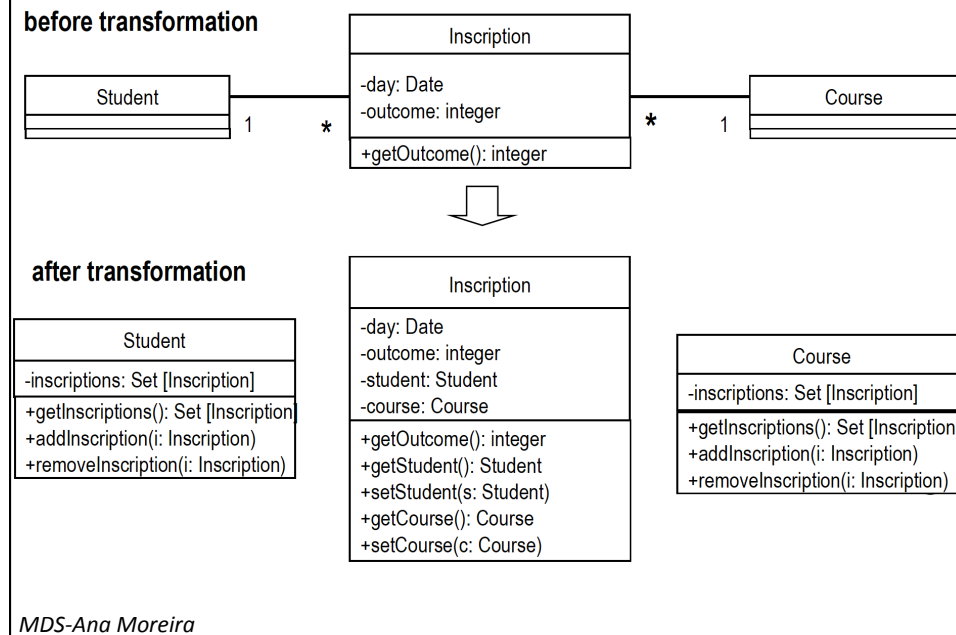 before transformation
Inscription
-day: Date
-outcome: integer
+getOutcome(): integer
Student
1
*
*
1
Course
after transformation
Student
-inscriptions: Set [Inscription]
+getInscriptions(): Set [Inscription]
+addInscription(i: Inscription)
+removeInscription(i: Inscription)
Inscription
-day: Date
-outcome: integer
-student: Student
-course: Course
+getOutcome(): integer
+getStudent(): Student
+setStudent(s: Student)
+getCourse(): Course
+setCourse(c: Course)
Course
-inscriptions: Set [Inscription]
+getInscriptions(): Set [Inscription
+addInscription(i: Inscription)
+removeInscription(i: Inscription)
MDS-Ana Moreira